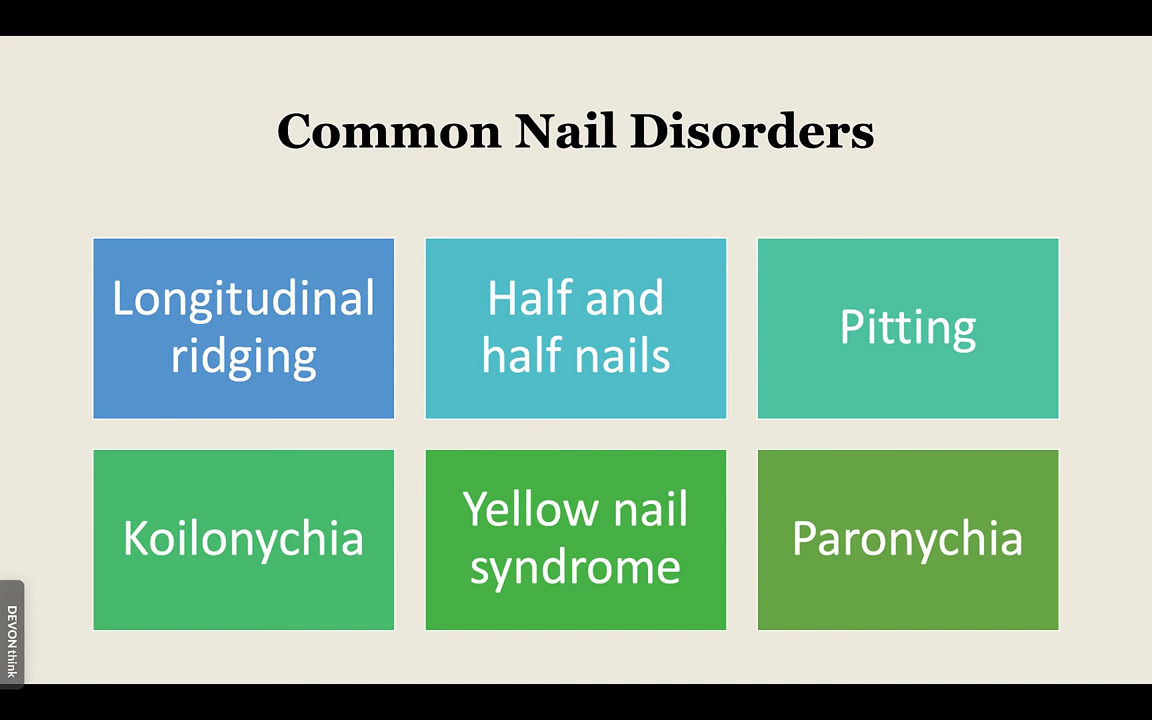 Common Nail Disorders
Longitudinal
ridging
Half and
half nails
Pitting
Koilonychia
Yellow nail
syndrome
Paronychia
DEVONthink